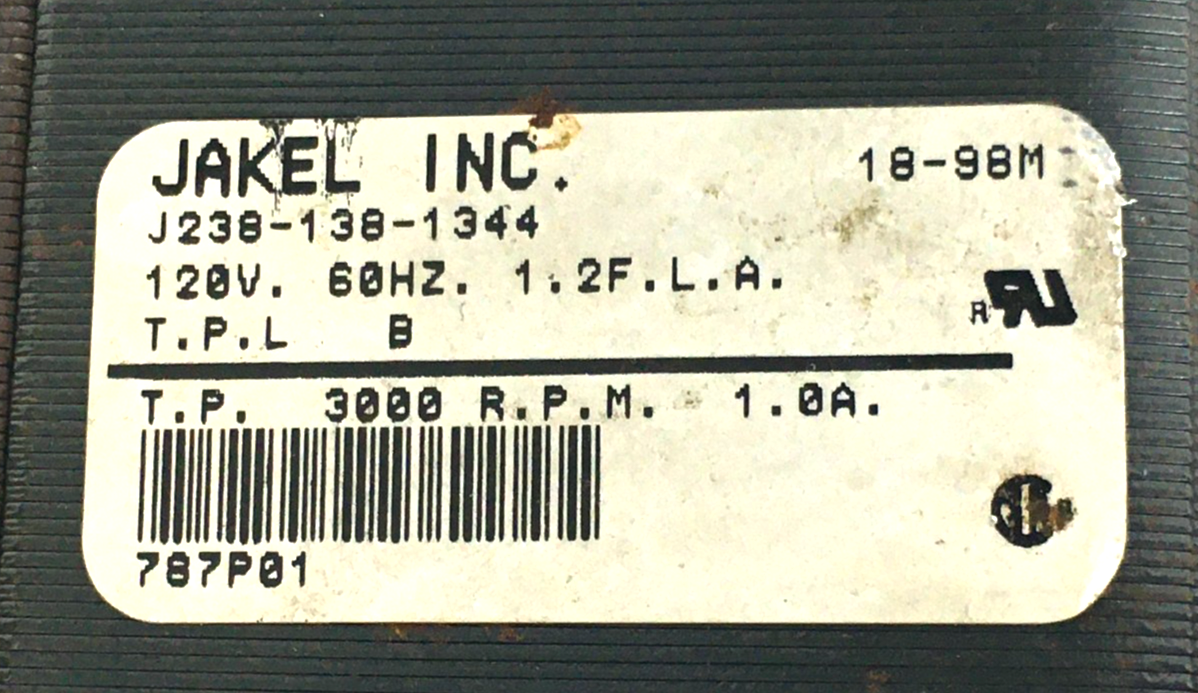 JAKEL INC. 18-98M
J238-138-1344
120V. 60HZ. 1.2F.L.A.
T.P.L B
T.P. 3000 R.P.M. 1.0A.
787P01